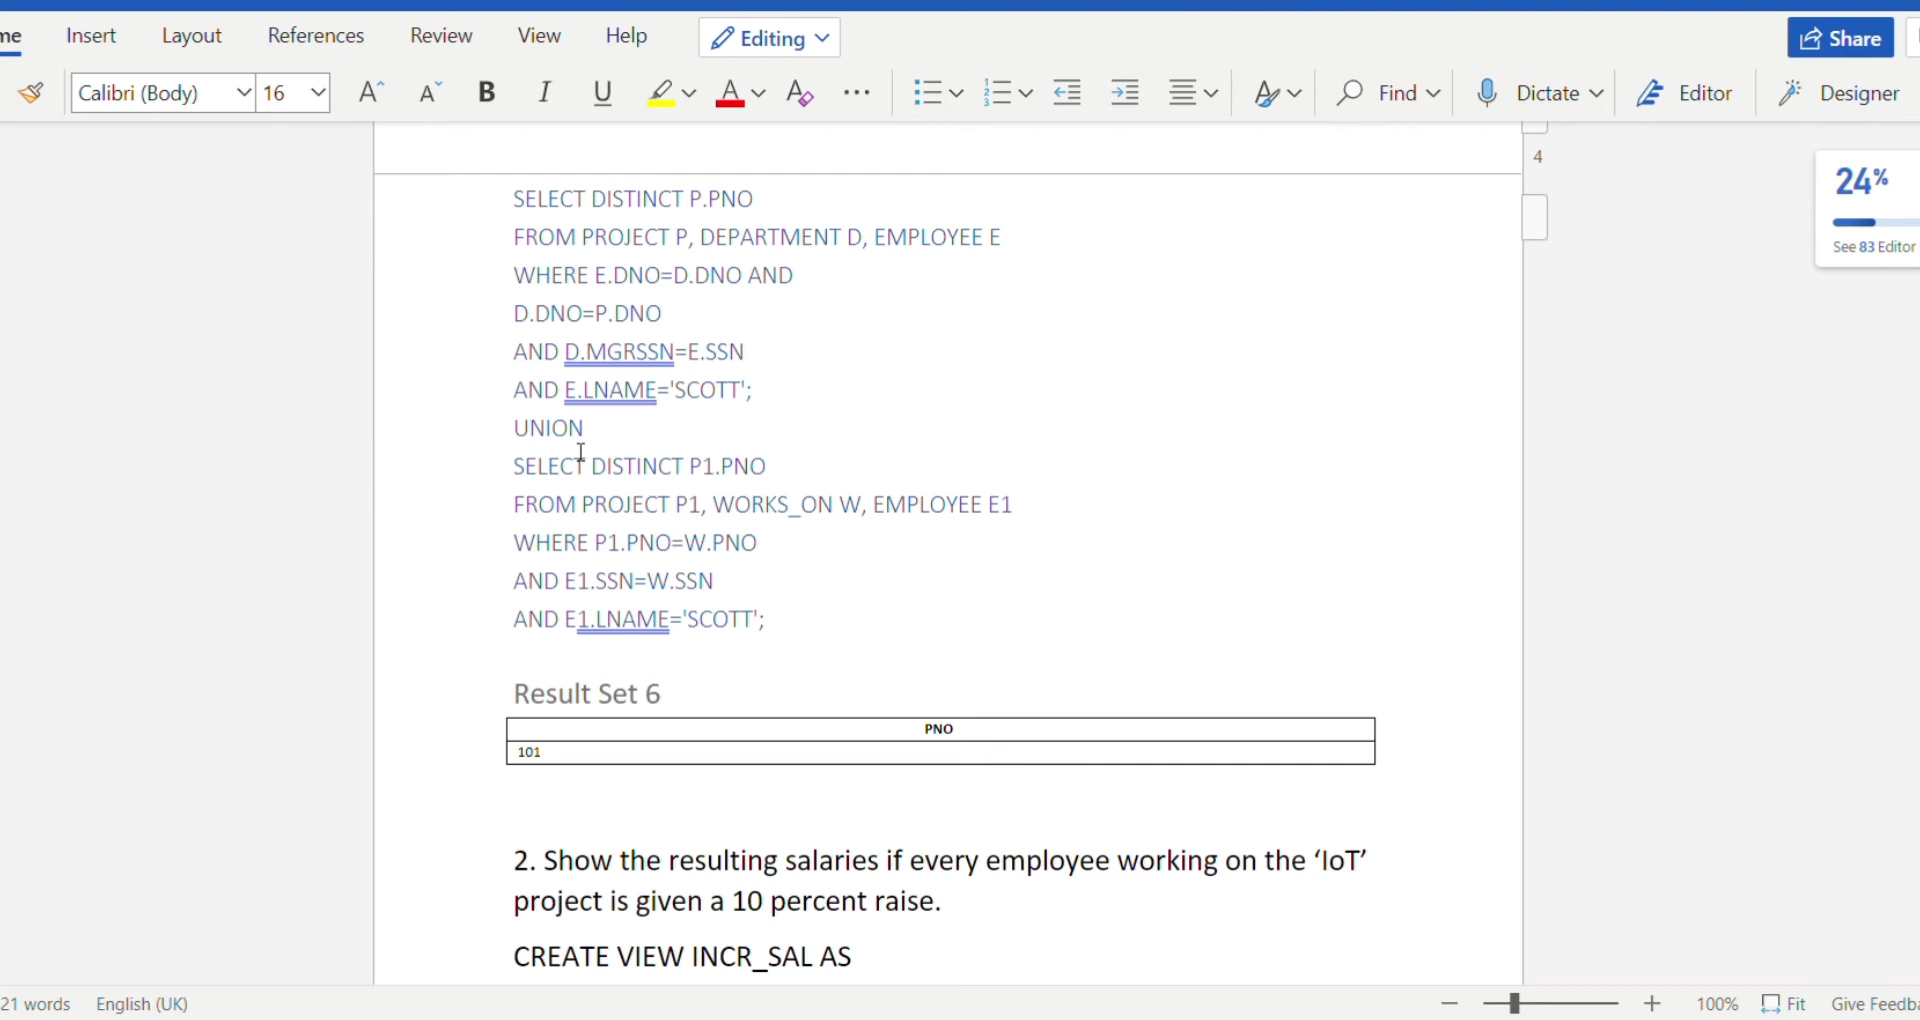 me Insert Layout References Review View Help Editing Share
Calibri (Body) 16 A A B I U A A Find Dictate Editor Designer
4
24%
See 83 Editor
SELECT DISTINCT P.PNO
FROM PROJECT P, DEPARTMENT D, EMPLOYEE E
WHERE E.DNO=D.DNO AND
D.DNO=P.DNO
AND D.MGRSSN=E.SSN
AND E.LNAME='SCOTT';
UNION
SELECT DISTINCT P1.PNO
FROM PROJECT P1, WORKS_ON W, EMPLOYEE E1
WHERE P1.PNO=W.PNO
AND E1.SSN=W.SSN
AND E1.LNAME='SCOTT';
Result Set 6
PNO
101
2. Show the resulting salaries if every employee working on the ‘IoT’
project is given a 10 percent raise.
CREATE VIEW INCR_SAL AS
21 words English (UK) 100% Fit Give Feedba